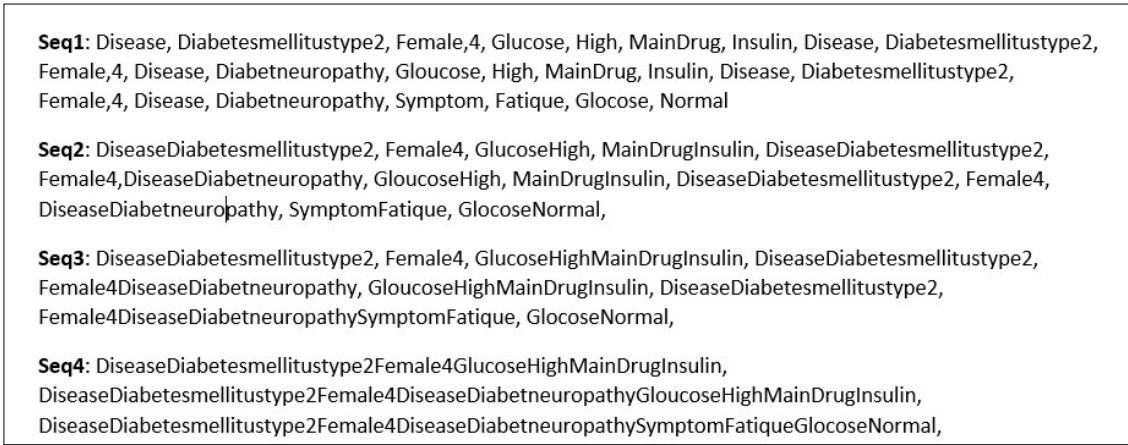 Seq1: Disease, Diabetesmellitustype2, Female,4, Glucose, High, MainDrug, Insulin, Disease, Diabetesmellitustype2,
Female,4, Disease, Diabetneuropathy, Gloucose, High, MainDrug, Insulin, Disease, Diabetesmellitustype2,
Female,4, Disease, Diabetneuropathy, Symptom, Fatique, Glocose, Normal
Seq2: DiseaseDiabetesmellitustype2, Female4, GlucoseHigh, MainDrugInsulin, DiseaseDiabetesmellitustype2,
Female4,DiseaseDiabetneuropathy, GloucoseHigh, MainDrugInsulin, DiseaseDiabetesmellitustype2, Female4,
DiseaseDiabetneuropathy, SymptomFatique, GlocoseNormal,
Seq3: DiseaseDiabetesmellitustype2, Female4, GlucoseHighMainDrugInsulin, DiseaseDiabetesmellitustype2,
Female4DiseaseDiabetneuropathy, GloucoseHighMainDrugInsulin, DiseaseDiabetesmellitustype2,
Female4DiseaseDiabetneuropathySymptomFatique, GlocoseNormal,
Seq4: DiseaseDiabetesmellitustype2Female4GlucoseHighMainDrugInsulin,
DiseaseDiabetesmellitustype2Female4DiseaseDiabetneuropathyGloucoseHighMainDrugInsulin,
DiseaseDiabetesmellitustype2Female4DiseaseDiabetneuropathySymptomFatiqueGlocoseNormal,